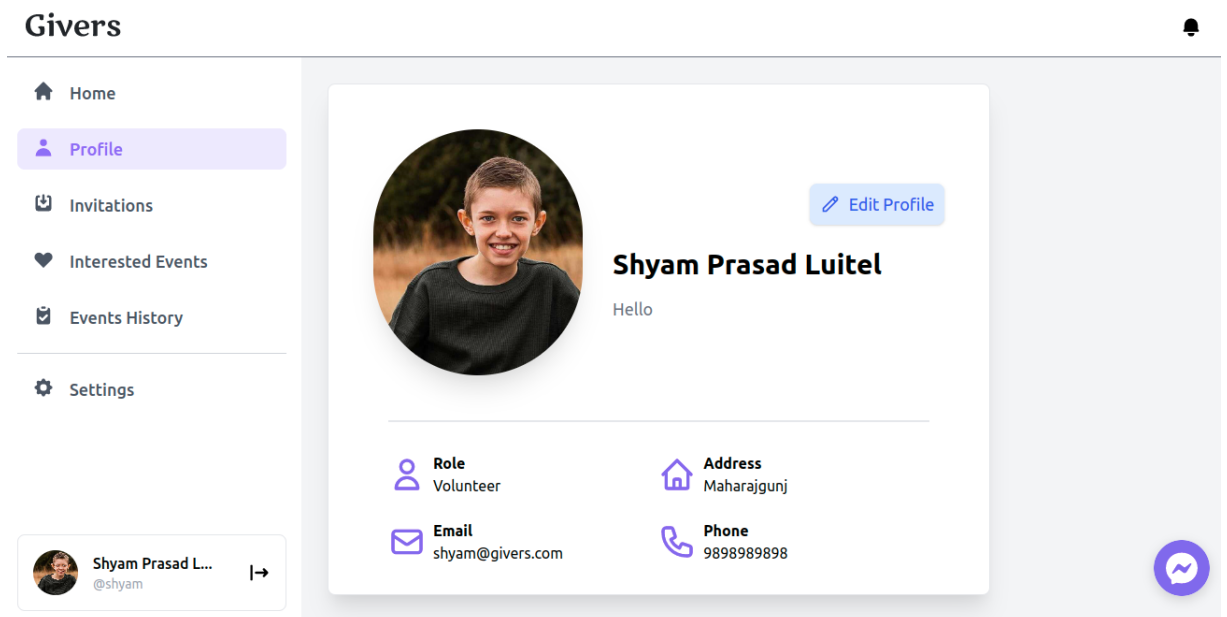 Givers
Home
Profile
Invitations
Interested Events
Events History
Settings
Shyam Prasad L...
@shyam
Edit Profile
Shyam Prasad Luitel
Hello
Role
Volunteer
Address
Maharajgunj
Email
shyam@givers.com
Phone
9898989898